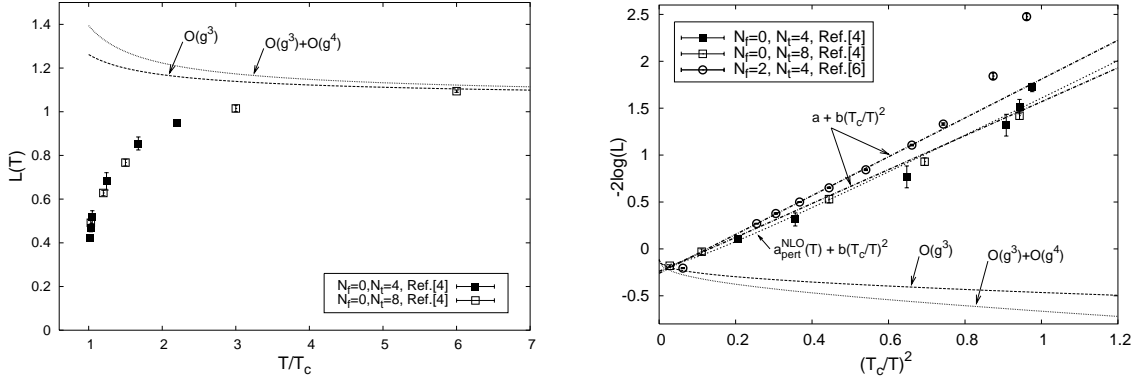 1.4
1.2
1
0.8
0.6
0.4
0.2
0
L(T)
O(g³)
O(g³)+O(g⁴)
N_f=0,N_t=4, Ref.[4]
N_f=0,N_t=8, Ref.[4]
1 2 3 4 5 6 7
T/T_c
2.5
2
1.5
1
0.5
0
-0.5
-2log(L)
N_f=0, N_t=4, Ref.[4]
N_f=0, N_t=8, Ref.[4]
N_f=2, N_t=4, Ref.[6]
a + b(T_c/T)²
a_pert^NLO(T) + b(T_c/T)²
O(g³)
O(g³)+O(g⁴)
0 0.2 0.4 0.6 0.8 1 1.2
(T_c/T)²